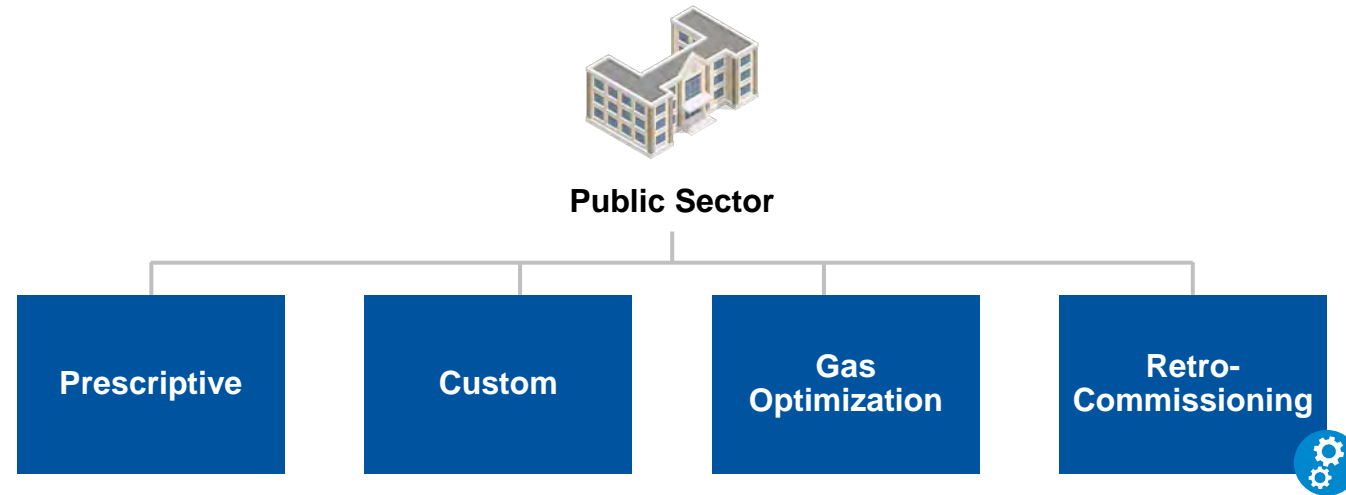 Public Sector
Prescriptive
Custom
Gas
Optimization
Retro-
Commissioning